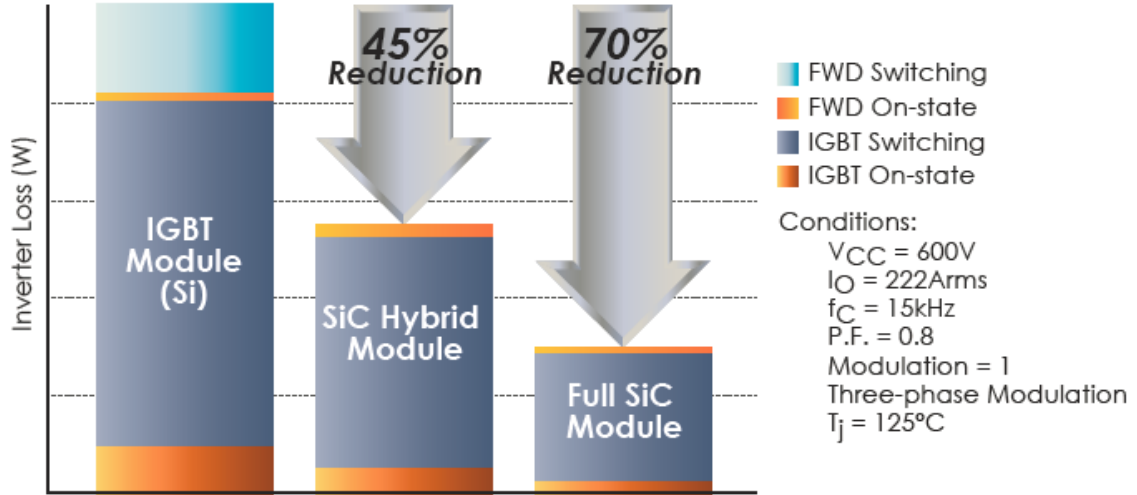 Inverter Loss (W)
IGBT
Module
(Si)
45%
Reduction
SiC Hybrid
Module
70%
Reduction
Full SiC
Module
FWD Switching
FWD On-state
IGBT Switching
IGBT On-state
Conditions:
VCC = 600V
IO = 222Arms
fC = 15kHz
P.F. = 0.8
Modulation = 1
Three-phase Modulation
Tj = 125°C